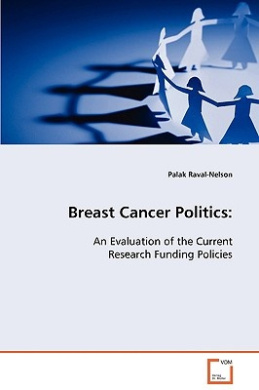 Palak Raval-Nelson
Breast Cancer Politics:
An Evaluation of the Current
Research Funding Policies
VDM